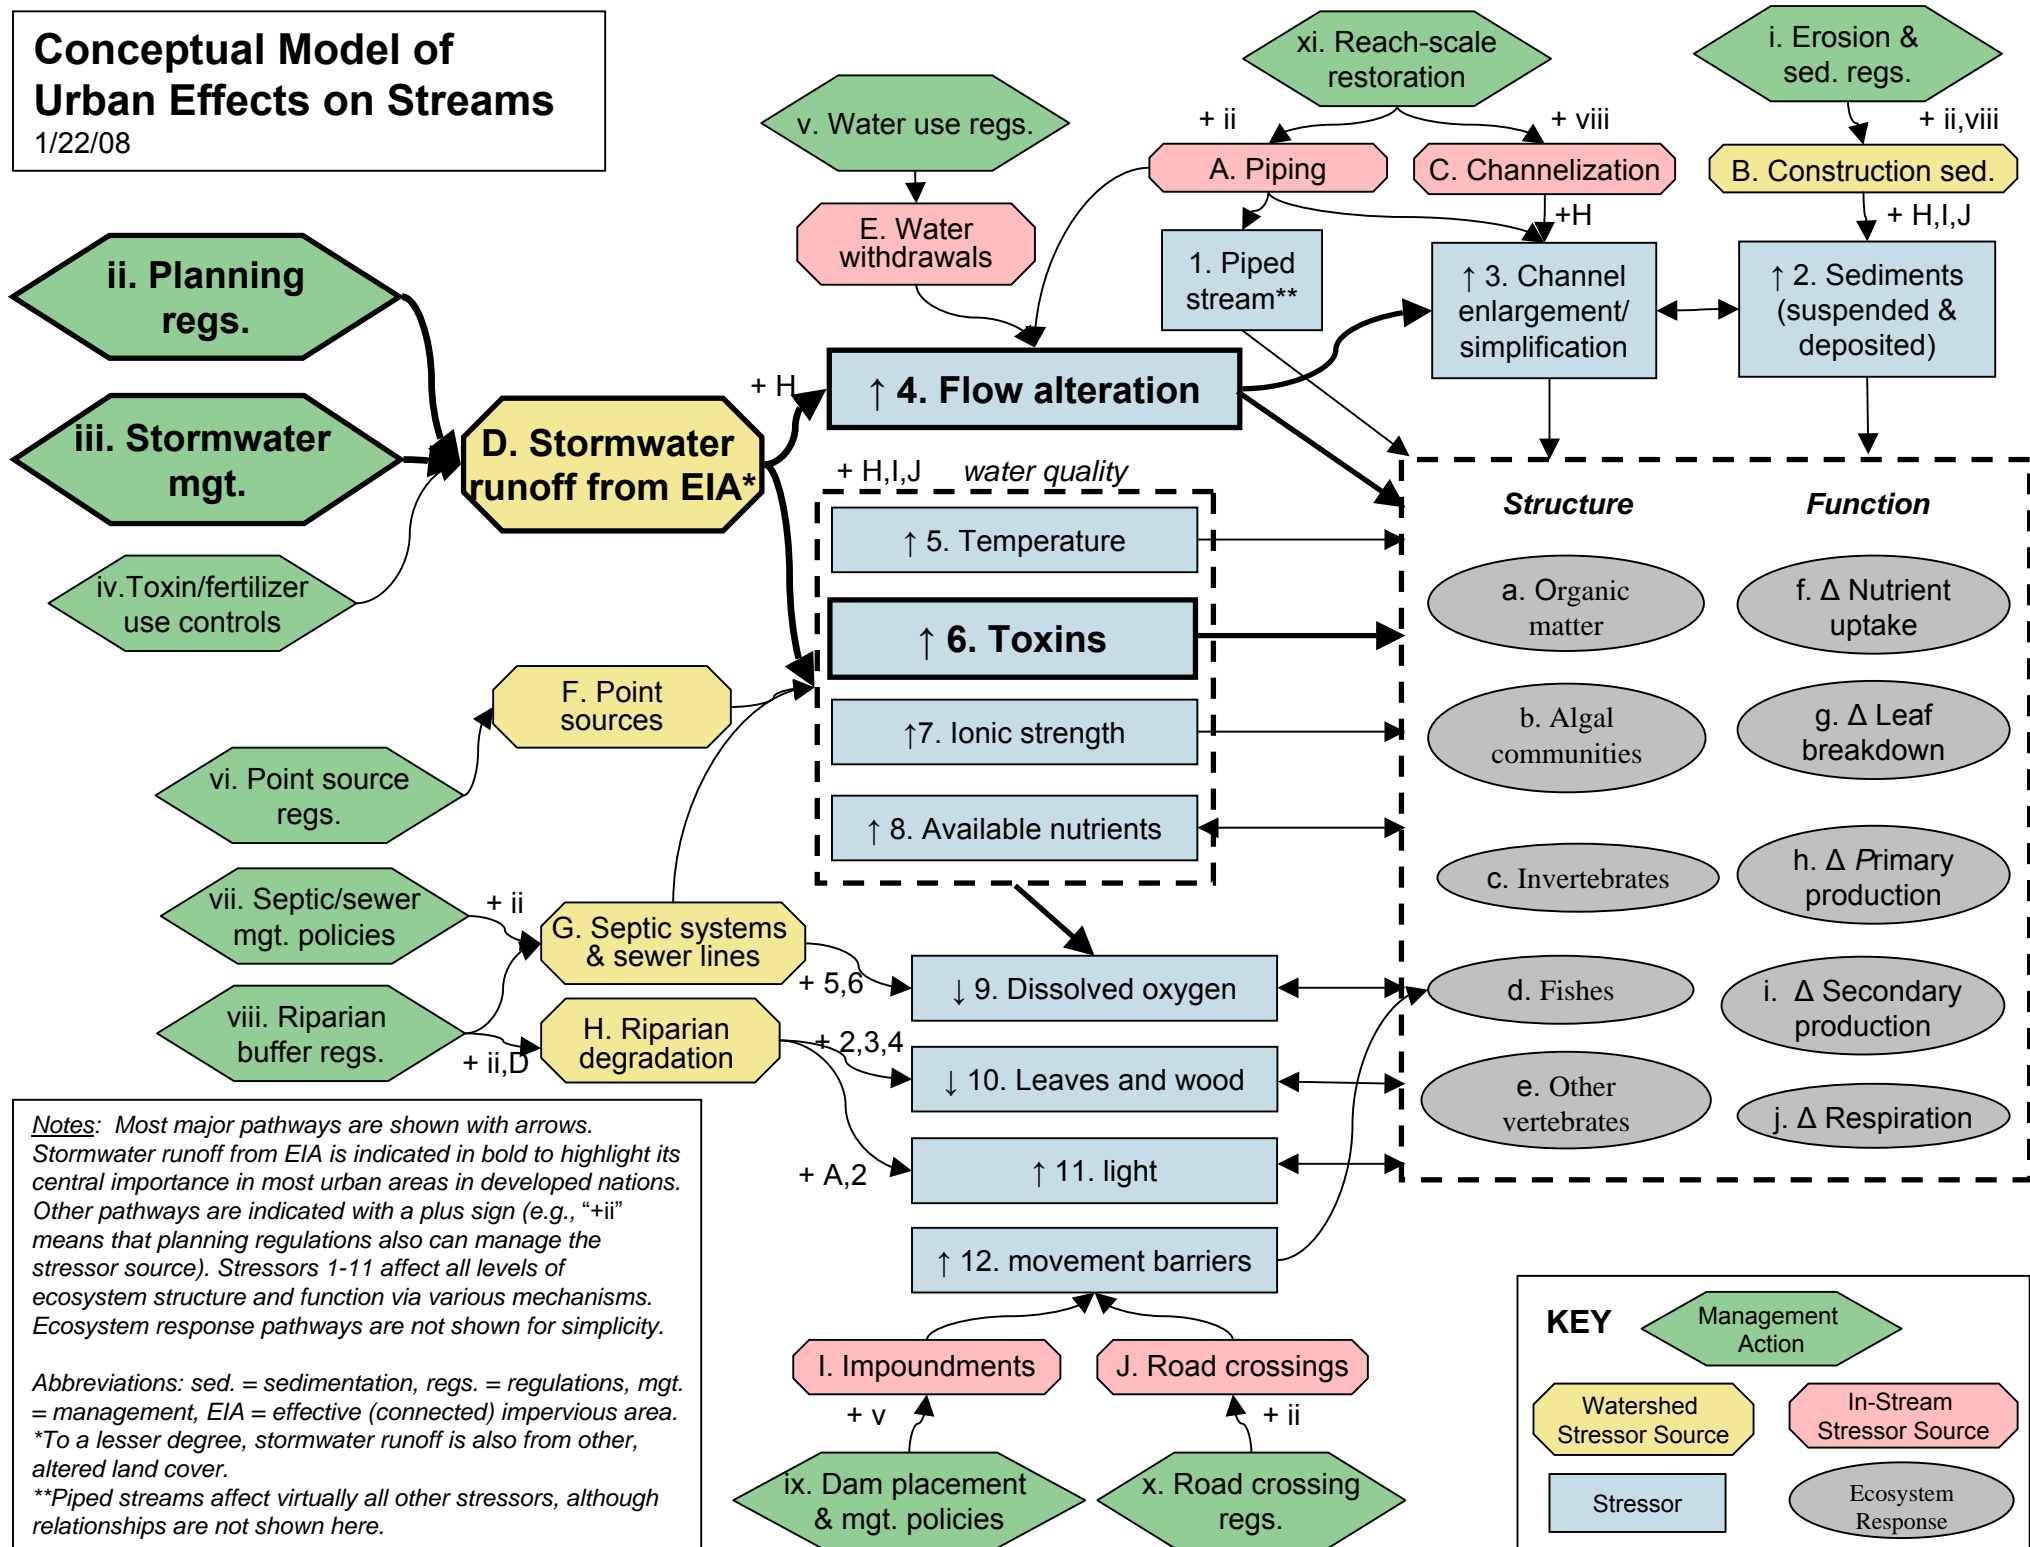 Conceptual Model of
Urban Effects on Streams
1/22/08
xi. Reach-scale
restoration
i. Erosion &
sed. regs.
v. Water use regs.
+ ii
+ viii
+ ii,viii
A. Piping
C. Channelization
B. Construction sed.
E. Water
withdrawals
+H
+ H,I,J
1. Piped
stream**
↑ 3. Channel
enlargement/
simplification
↑ 2. Sediments
(suspended &
deposited)
ii. Planning
regs.
+ H
↑ 4. Flow alteration
iii. Stormwater
mgt.
D. Stormwater
runoff from EIA*
+ H,I,J
water quality
iv.Toxin/fertilizer
use controls
↑ 5. Temperature
↑ 6. Toxins
↑7. Ionic strength
↑ 8. Available nutrients
F. Point
sources
vi. Point source
regs.
vii. Septic/sewer
mgt. policies
+ ii
G. Septic systems
& sewer lines
+ 5,6
↓ 9. Dissolved oxygen
viii. Riparian
buffer regs.
+ ii,D
H. Riparian
degradation
+ 2,3,4
↓ 10. Leaves and wood
+ A,2
↑ 11. light
↑ 12. movement barriers
I. Impoundments
J. Road crossings
+ v
+ ii
ix. Dam placement
& mgt. policies
x. Road crossing
regs.
Structure
Function
a. Organic
matter
f. Δ Nutrient
uptake
b. Algal
communities
g. Δ Leaf
breakdown
c. Invertebrates
h. Δ Primary
production
d. Fishes
i. Δ Secondary
production
e. Other
vertebrates
j. Δ Respiration
Notes: Most major pathways are shown with arrows.
Stormwater runoff from EIA is indicated in bold to highlight its
central importance in most urban areas in developed nations.
Other pathways are indicated with a plus sign (e.g., “+ii”
means that planning regulations also can manage the
stressor source). Stressors 1-11 affect all levels of
ecosystem structure and function via various mechanisms.
Ecosystem response pathways are not shown for simplicity.
Abbreviations: sed. = sedimentation, regs. = regulations, mgt.
= management, EIA = effective (connected) impervious area.
*To a lesser degree, stormwater runoff is also from other,
altered land cover.
**Piped streams affect virtually all other stressors, although
relationships are not shown here.
KEY
Management
Action
Watershed
Stressor Source
In-Stream
Stressor Source
Stressor
Ecosystem
Response